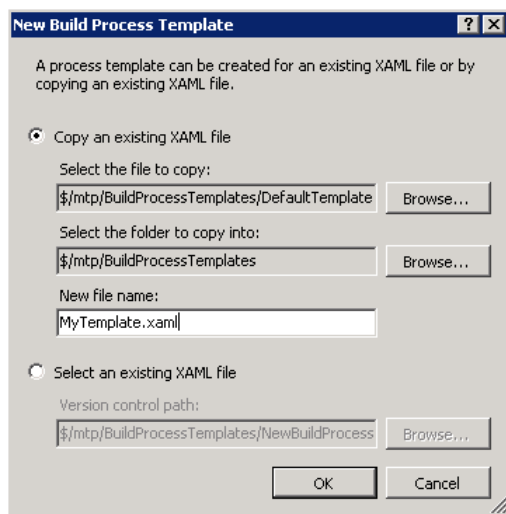 New Build Process Template
A process template can be created for an existing XAML file or by
copying an existing XAML file.
Copy an existing XAML file
Select the file to copy:
$/mtp/BuildProcessTemplates/DefaultTemplate
Browse...
Select the folder to copy into:
$/mtp/BuildProcessTemplates
Browse...
New file name:
MyTemplate.xaml
Select an existing XAML file
Version control path:
$/mtp/BuildProcessTemplates/NewBuildProcess
Browse...
OK
Cancel